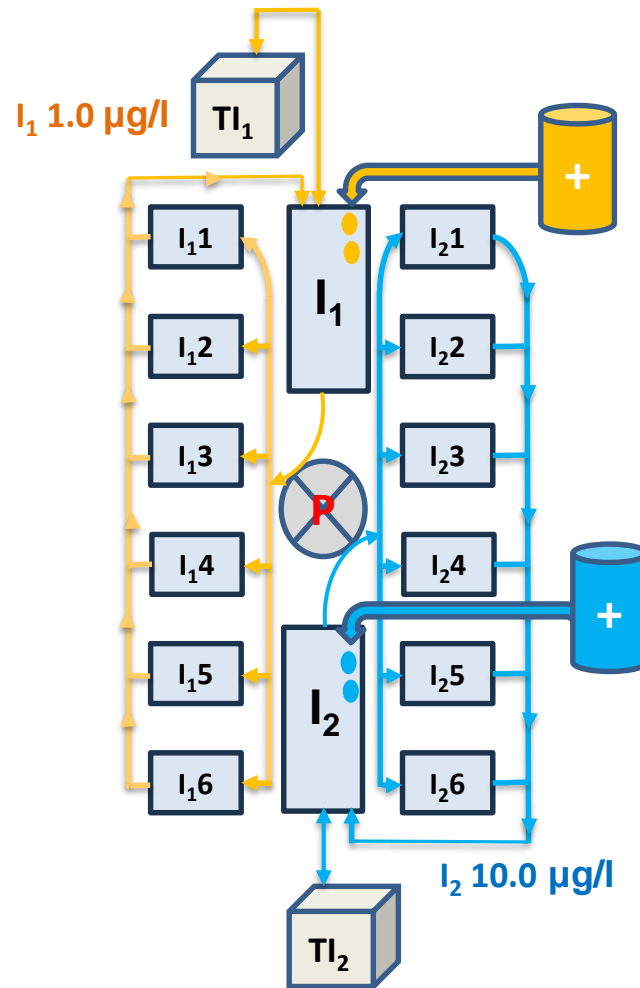 TI₁
I₁ 1.0 µg/l
+
I₁1
I₁
I₂1
I₁2
I₂2
I₁3
I₂3
P
I₁4
I₂4
+
I₁5
I₂
I₂5
I₁6
I₂6
I₂ 10.0 µg/l
TI₂